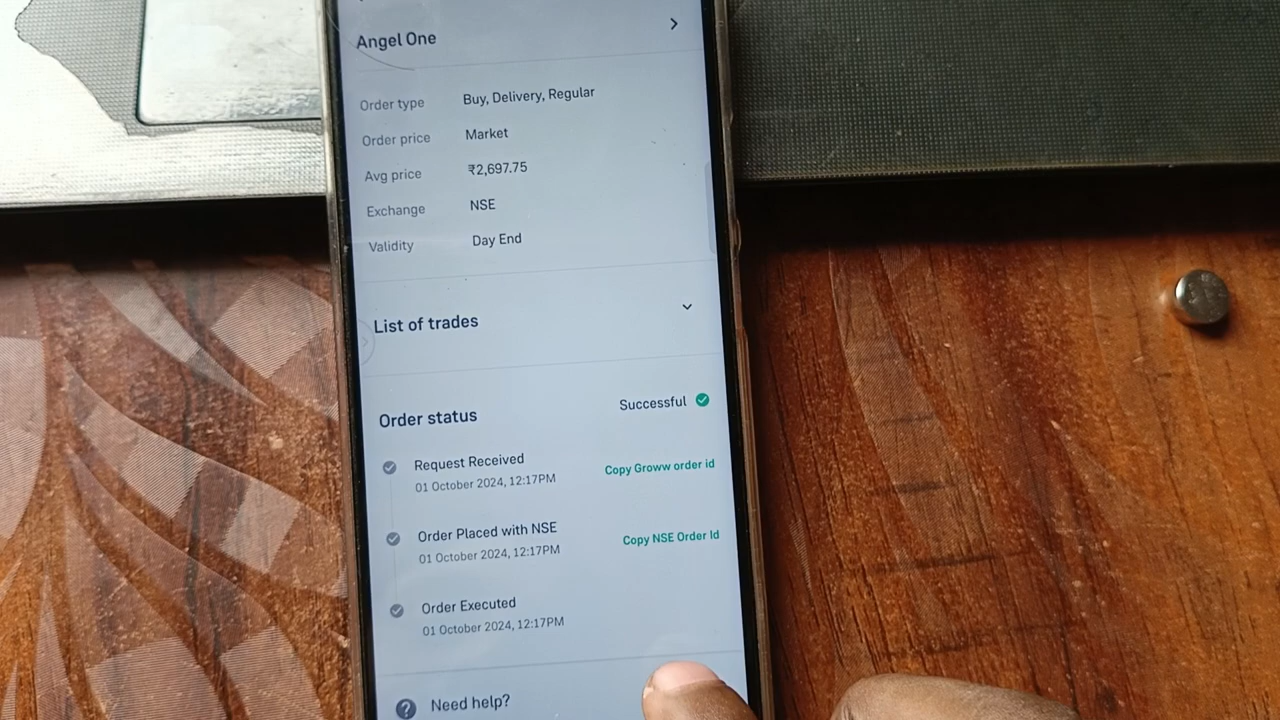 Angel One
Order type Buy, Delivery, Regular
Order price Market
Avg price ₹2,697.75
Exchange NSE
Validity Day End
List of trades
Order status Successful
Request Received Copy Groww order id
01 October 2024, 12:17PM
Order Placed with NSE Copy NSE Order Id
01 October 2024, 12:17PM
Order Executed
01 October 2024, 12:17PM
Need help?